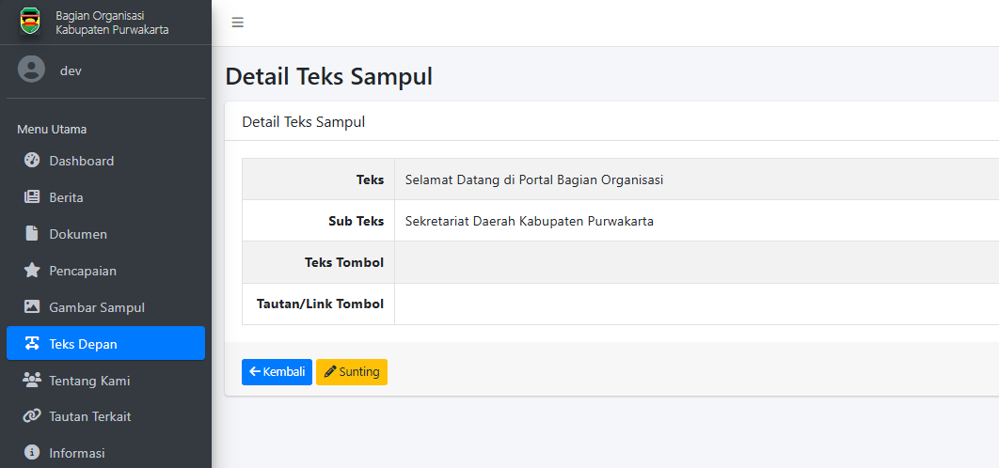 Bagian Organisasi
Kabupaten Purwakarta
dev
Menu Utama
Dashboard
Berita
Dokumen
Pencapaian
Gambar Sampul
Teks Depan
Tentang Kami
Tautan Terkait
Informasi
Detail Teks Sampul
Detail Teks Sampul
Teks Selamat Datang di Portal Bagian Organisasi
Sub Teks Sekretariat Daerah Kabupaten Purwakarta
Teks Tombol
Tautan/Link Tombol
Kembali Sunting